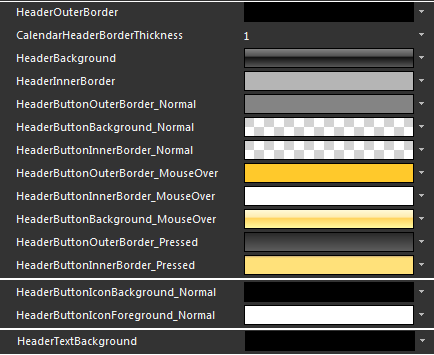 HeaderOuterBorder
CalendarHeaderBorderThickness 1
HeaderBackground
HeaderInnerBorder
HeaderButtonOuterBorder_Normal
HeaderButtonBackground_Normal
HeaderButtonInnerBorder_Normal
HeaderButtonOuterBorder_MouseOver
HeaderButtonInnerBorder_MouseOver
HeaderButtonBackground_MouseOver
HeaderButtonOuterBorder_Pressed
HeaderButtonInnerBorder_Pressed
HeaderButtonIconBackground_Normal
HeaderButtonIconForeground_Normal
HeaderTextBackground